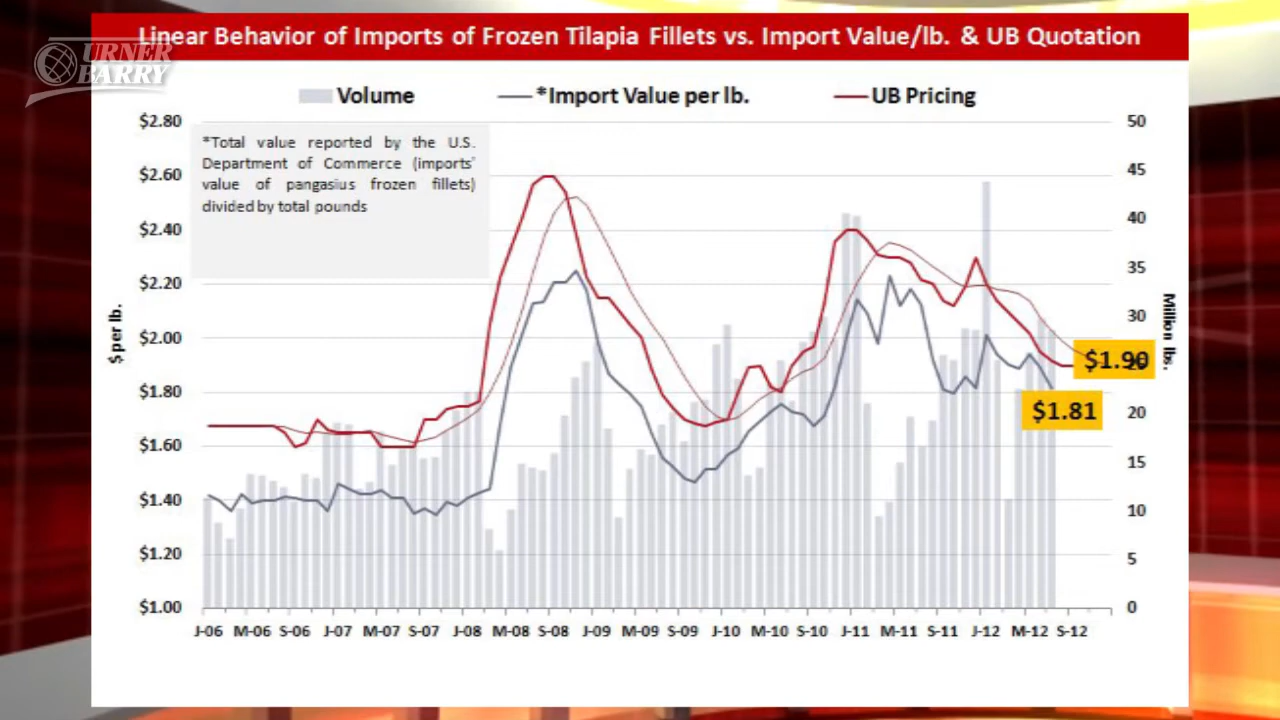 Linear Behavior of Imports of Frozen Tilapia Fillets vs. Import Value/lb. & UB Quotation
URNER
BARRY
Volume
*Import Value per lb.
UB Pricing
*Total value reported by the U.S.
Department of Commerce (imports'
value of pangasius frozen fillets)
divided by total pounds
$ per lb.
$2.80
$2.60
$2.40
$2.20
$2.00
$1.80
$1.60
$1.40
$1.20
$1.00
50
45
40
35
30
20
15
10
5
0
Million lbs.
$1.90
$1.81
J-06 M-06 S-06 J-07 M-07 S-07 J-08 M-08 S-08 J-09 M-09 S-09 J-10 M-10 S-10 J-11 M-11 S-11 J-12 M-12 S-12